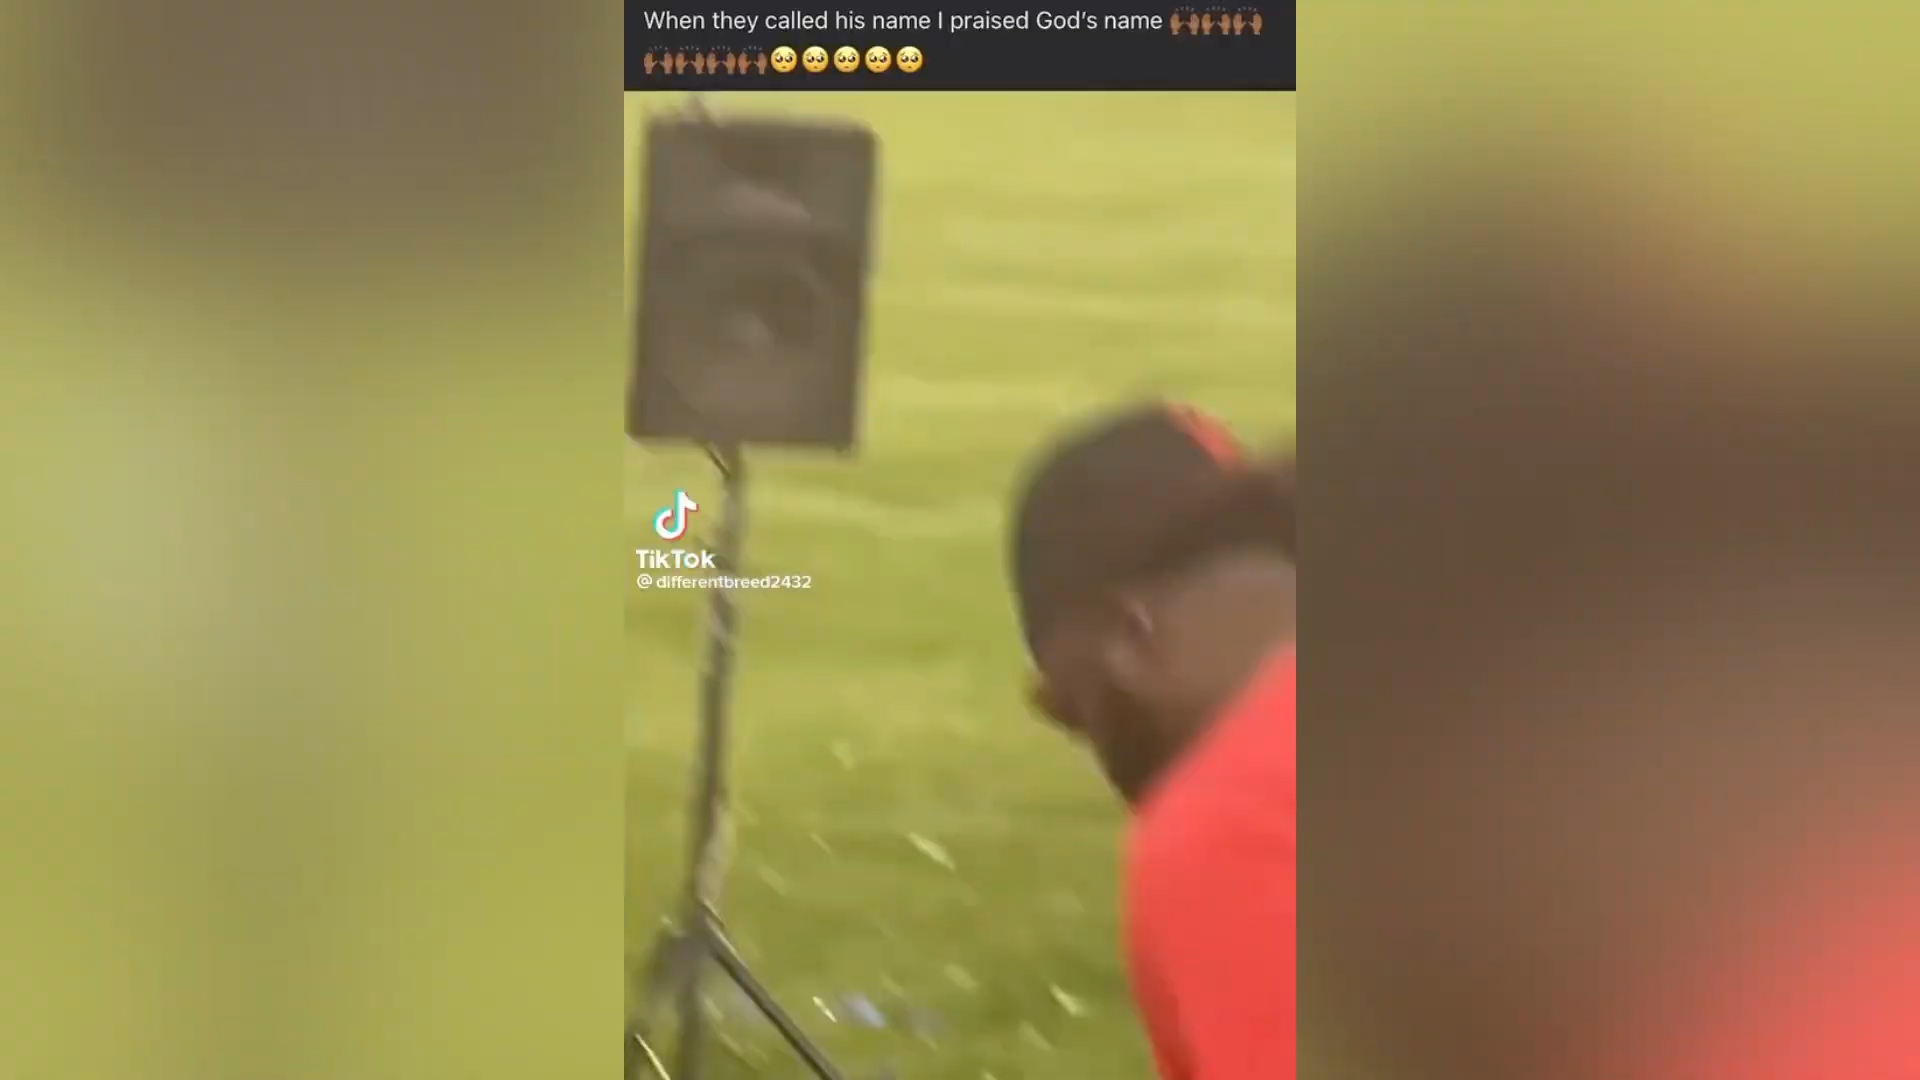 When they called his name I praised God’s name 🙌🏾🙌🏾🙌🏾
🙌🏾🙌🏾🙌🏾🙌🏾🥺🥺🥺🥺🥺
TikTok
@differentbreed2432